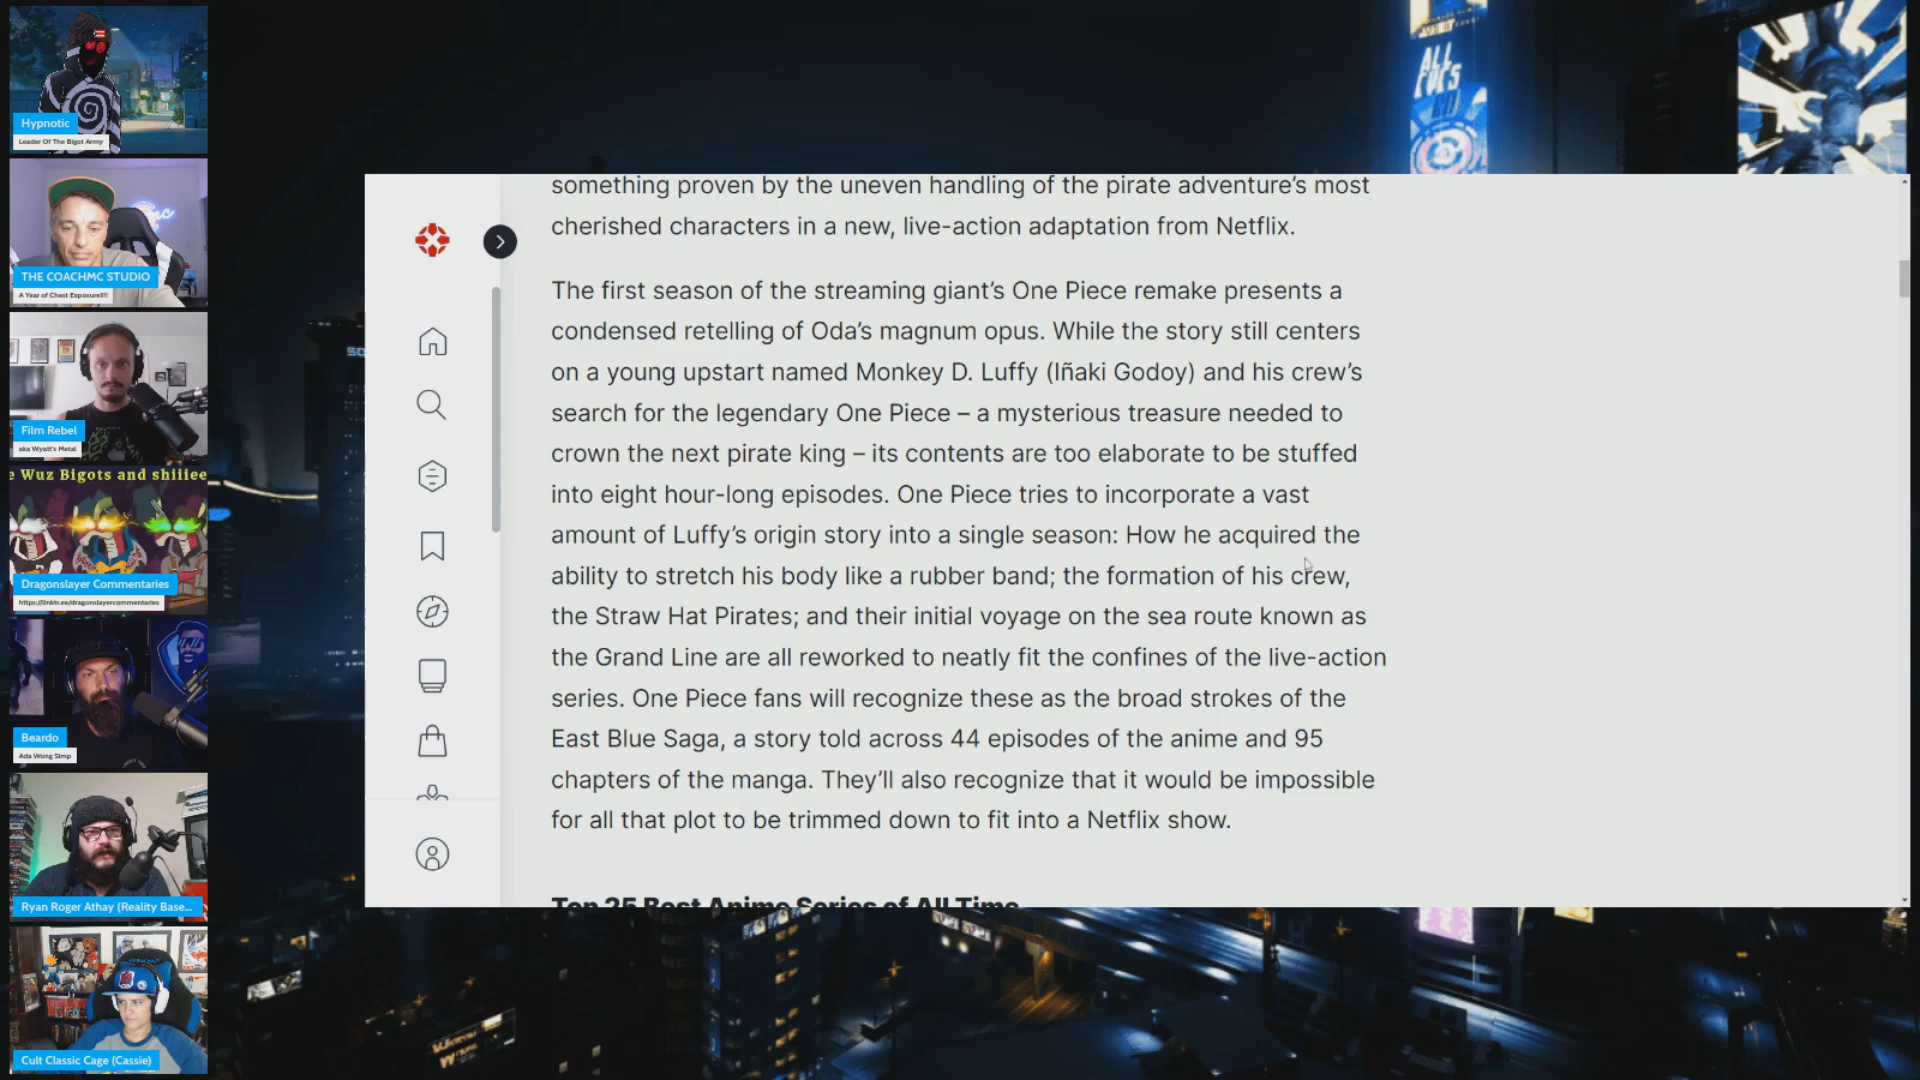 Hypnotic
Leader Of The Bigot Army
THE COACHMC STUDIO
A Year of Chest Exposure!!!!
Film Rebel
aka Wyatt's Metal
e Wuz Bigots and shiiiee
Dragonslayer Commentaries
https://linktr.ee/dragonslayercommentaries
Beardo
Ada Wong Simp
Ryan Roger Athay (Reality Base...
Cult Classic Cage (Cassie)
something proven by the uneven handling of the pirate adventure's most
cherished characters in a new, live-action adaptation from Netflix.
The first season of the streaming giant's One Piece remake presents a
condensed retelling of Oda's magnum opus. While the story still centers
on a young upstart named Monkey D. Luffy (Iñaki Godoy) and his crew's
search for the legendary One Piece – a mysterious treasure needed to
crown the next pirate king – its contents are too elaborate to be stuffed
into eight hour-long episodes. One Piece tries to incorporate a vast
amount of Luffy's origin story into a single season: How he acquired the
ability to stretch his body like a rubber band; the formation of his crew,
the Straw Hat Pirates; and their initial voyage on the sea route known as
the Grand Line are all reworked to neatly fit the confines of the live-action
series. One Piece fans will recognize these as the broad strokes of the
East Blue Saga, a story told across 44 episodes of the anime and 95
chapters of the manga. They'll also recognize that it would be impossible
for all that plot to be trimmed down to fit into a Netflix show.
Top 25 Best Anime Series of All Time